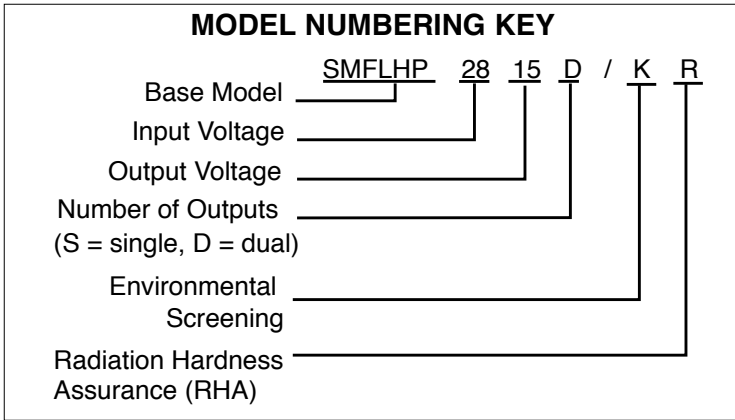 MODEL NUMBERING KEY
SMFLHP 28 15 D / K R
Base Model
Input Voltage
Output Voltage
Number of Outputs
(S = single, D = dual)
Environmental
Screening
Radiation Hardness
Assurance (RHA)